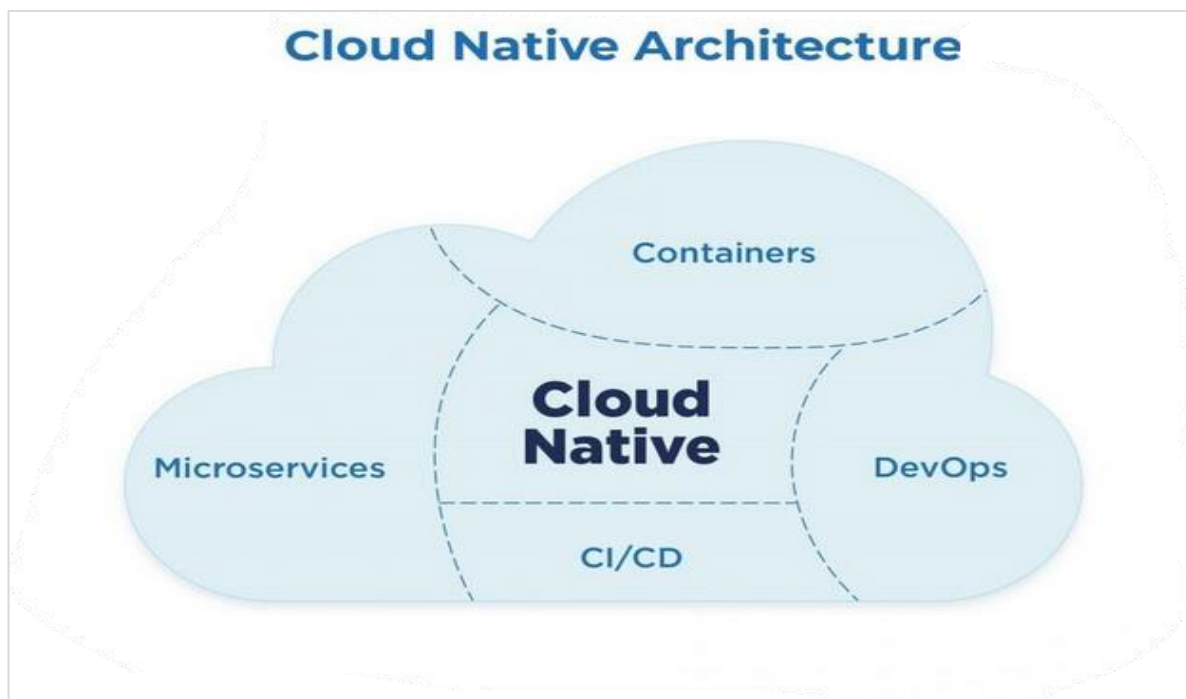 Cloud Native Architecture
Containers
Cloud
Native
Microservices
DevOps
CI/CD